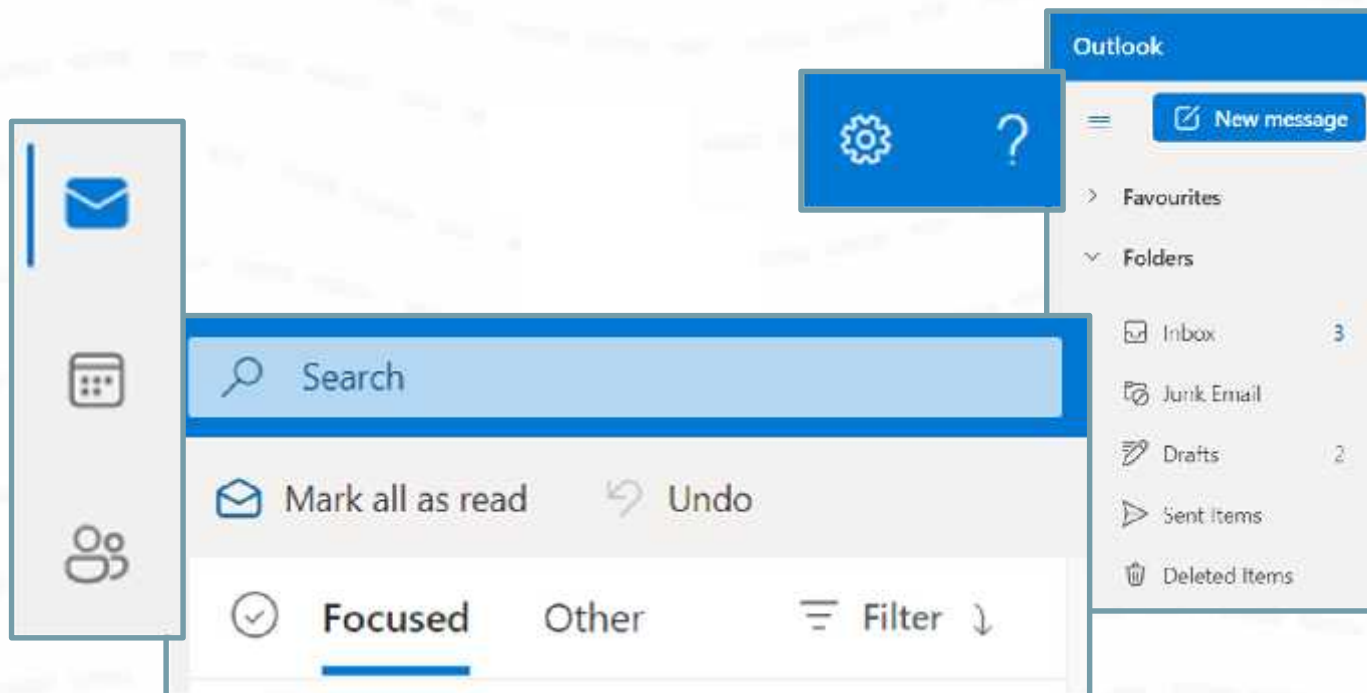 Outlook
?
New message
Favourites
Folders
Inbox 3
Junk Email
Drafts 2
Sent Items
Deleted Items
Search
Mark all as read Undo
Focused Other Filter